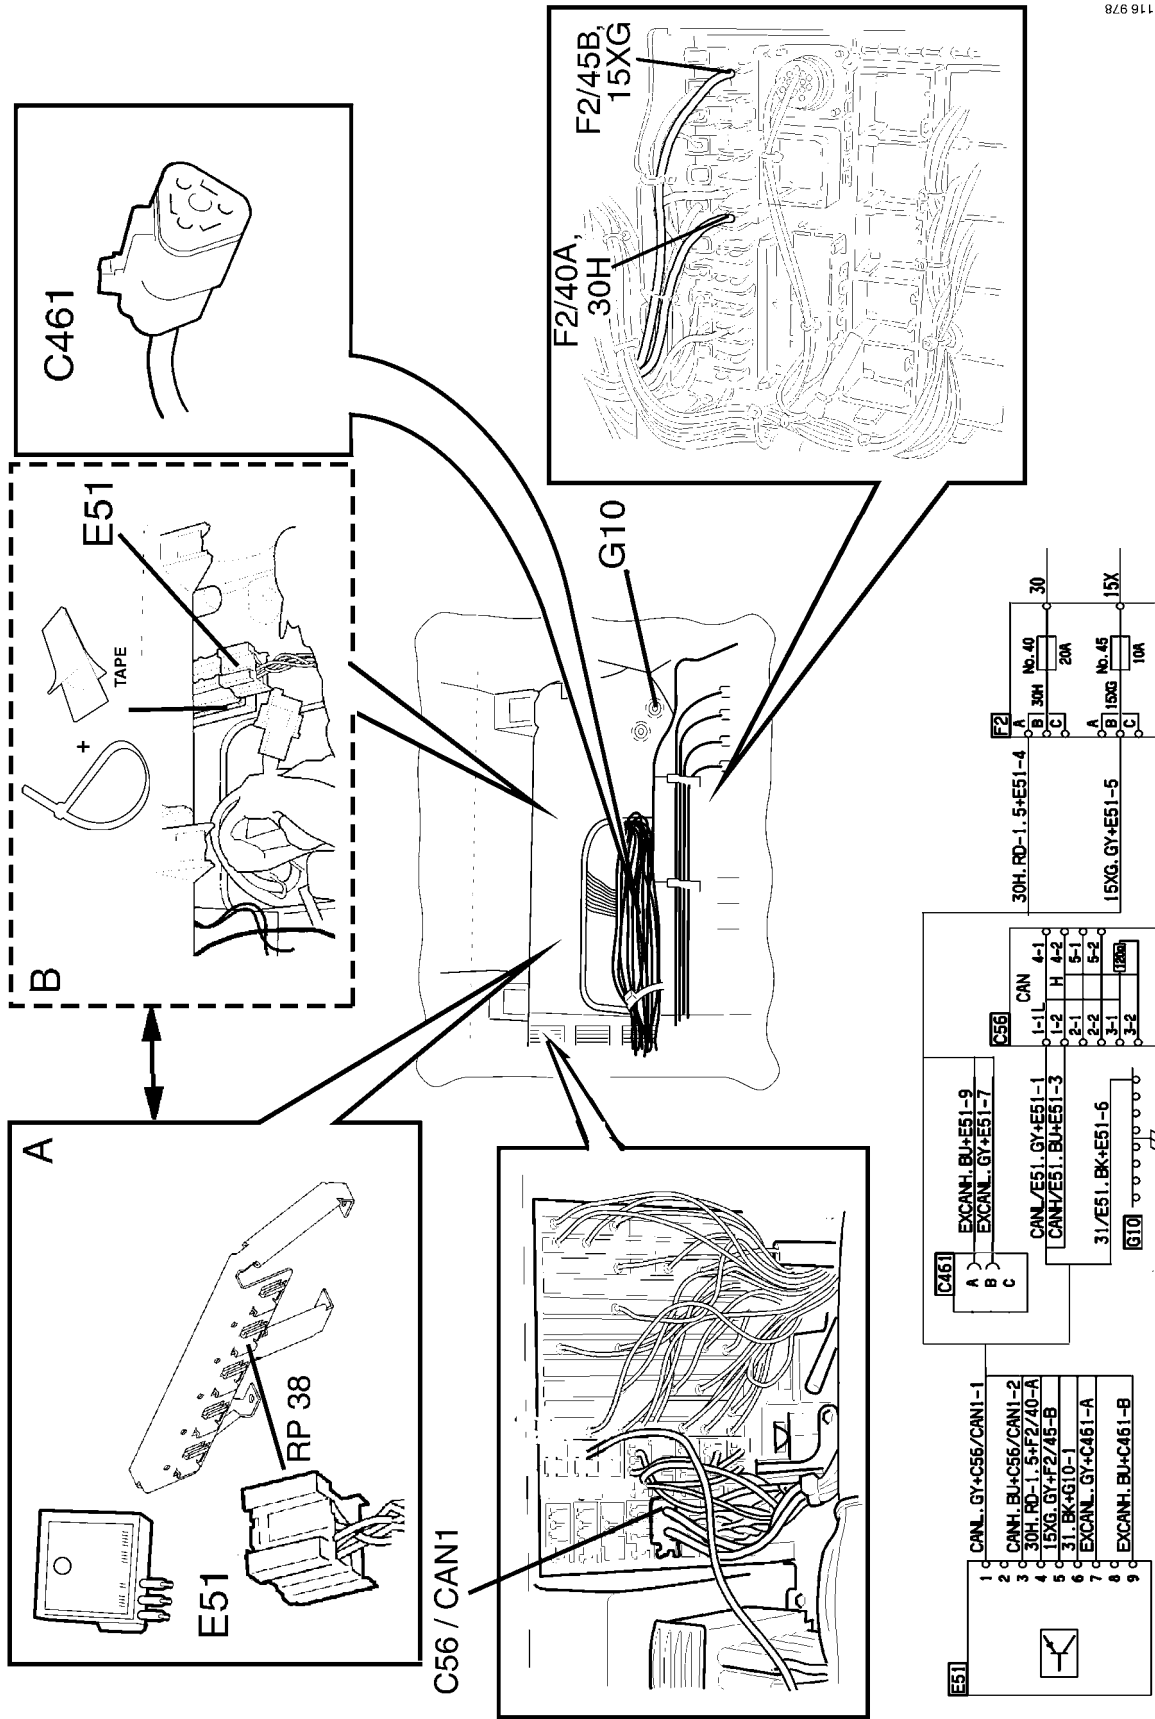 116 978
A
E51
RP 38
B
+
TAPE
E51
C461
C56 / CAN1
G10
F2/40A,
30H
F2/45B,
15XG
E51
1
2
3
4
5
6
7
8
9
CANL.GY+C56/CAN1-1
CANH.BU+C56/CAN1-2
30H.RD-1.5+F2/40-A
15XG.GY+F2/45-B
31.BK+G10-1
EXCANL.GY+C461-A
EXCANH.BU+C461-B
C461
A
B
C
EXCANH.BU+E51-9
EXCANL.GY+E51-7
CANL/E51.GY+E51-1
CANH/E51.BU+E51-3
31/E51.BK+E51-6
G10
C56
CAN
1-1 L 4-1
1-2 H 4-2
2-1 5-1
2-2 5-2
3-1
3-2
120Ω
30H.RD-1.5+E51-4
15XG.GY+E51-5
F2
A
B 30H
C
No.40
20A
30
A
B 15XG
C
No.45
10A
15X